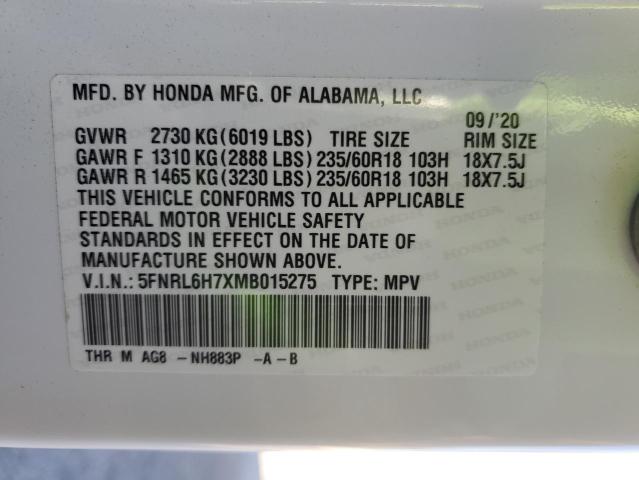 MFD. BY HONDA MFG. OF ALABAMA, LLC
09/'20
GVWR 2730 KG (6019 LBS) TIRE SIZE RIM SIZE
GAWR F 1310 KG (2888 LBS) 235/60R18 103H 18X7.5J
GAWR R 1465 KG (3230 LBS) 235/60R18 103H 18X7.5J
THIS VEHICLE CONFORMS TO ALL APPLICABLE
FEDERAL MOTOR VEHICLE SAFETY
STANDARDS IN EFFECT ON THE DATE OF
MANUFACTURE SHOWN ABOVE.
V.I.N.: 5FNRL6H7XMB015275 TYPE: MPV
THR M AG8 -NH883P -A-B